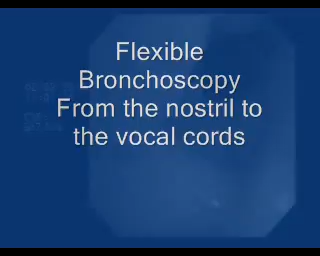 Flexible
Bronchoscopy
From the nostril to
the vocal cords